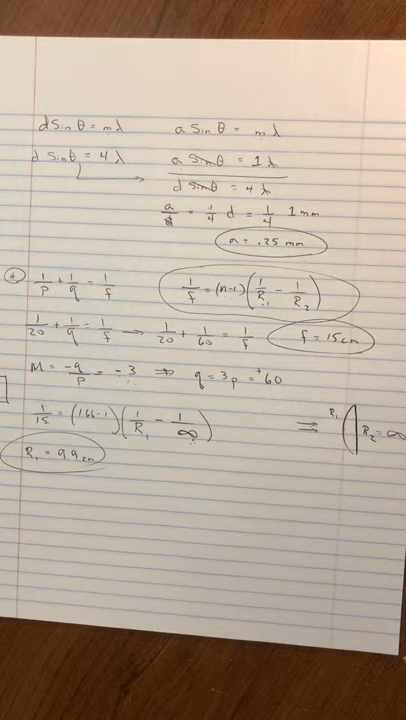 d sin θ = mλ    a sin θ = mλ
d sin θ = 4λ → a sin θ / d sin θ = 1λ / 4λ
a/d = 1/4  d = 1/4  1mm
a = .25 mm
④ 1/p + 1/q = 1/f    1/f = (n-1)(1/R₁ - 1/R₂)
1/20 + 1/q = 1/f → 1/20 + 1/60 = 1/f    f = 15cm
M = -q/p = -3 ⇒ q = 3p = +60
1/15 = (1.66-1)(1/R₁ - 1/∞)    ⇒ R₁ R₂ = ∞
R₁ = 9.9 cm